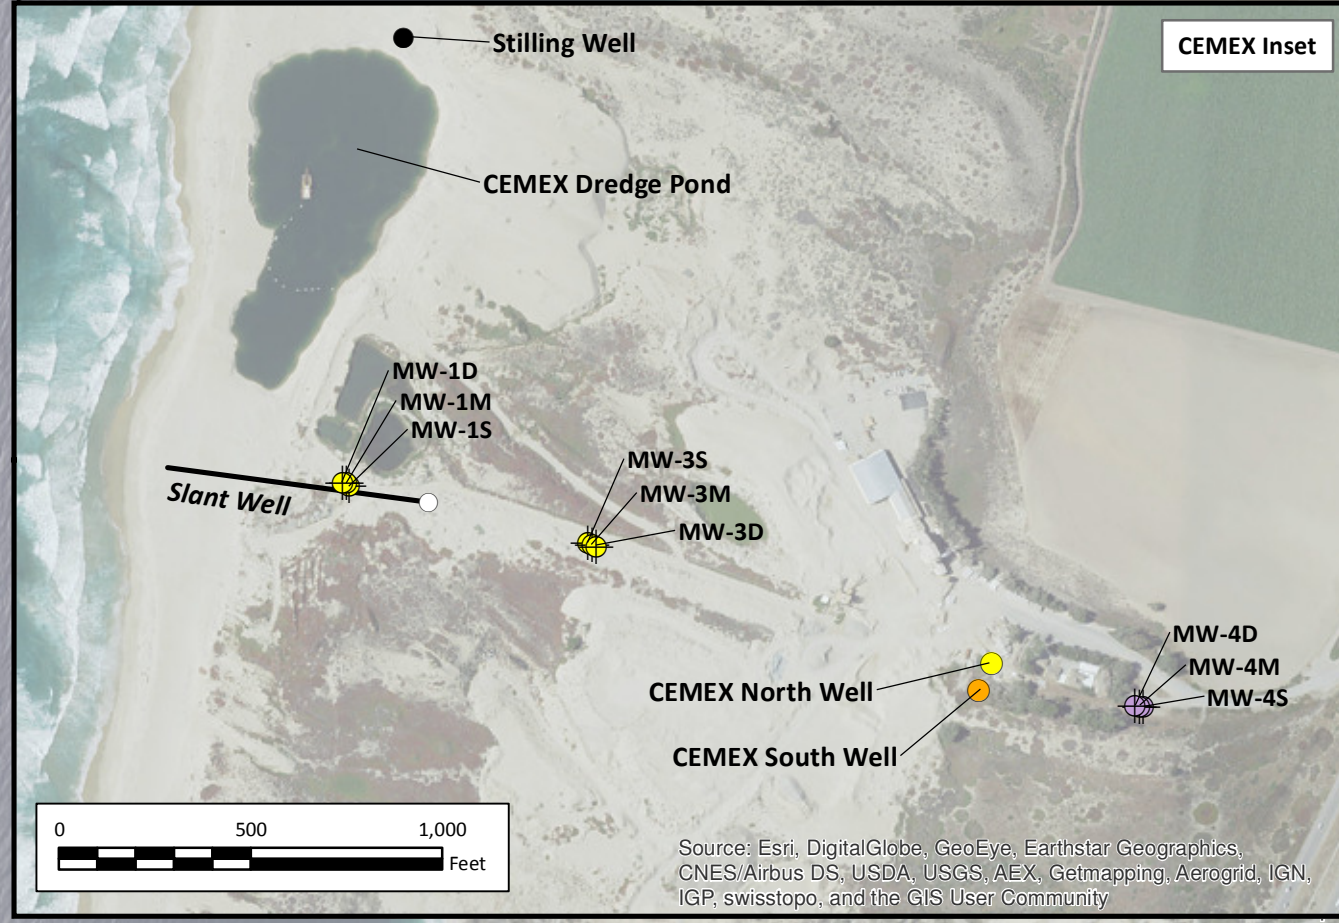 Stilling Well
CEMEX Inset
CEMEX Dredge Pond
MW-1D
MW-1M
MW-1S
MW-3S
MW-3M
MW-3D
Slant Well
MW-4D
MW-4M
MW-4S
CEMEX North Well
CEMEX South Well
0 500 1,000
Feet
Source: Esri, DigitalGlobe, GeoEye, Earthstar Geographics,
CNES/Airbus DS, USDA, USGS, AEX, Getmapping, Aerogrid, IGN,
IGP, swisstopo, and the GIS User Community